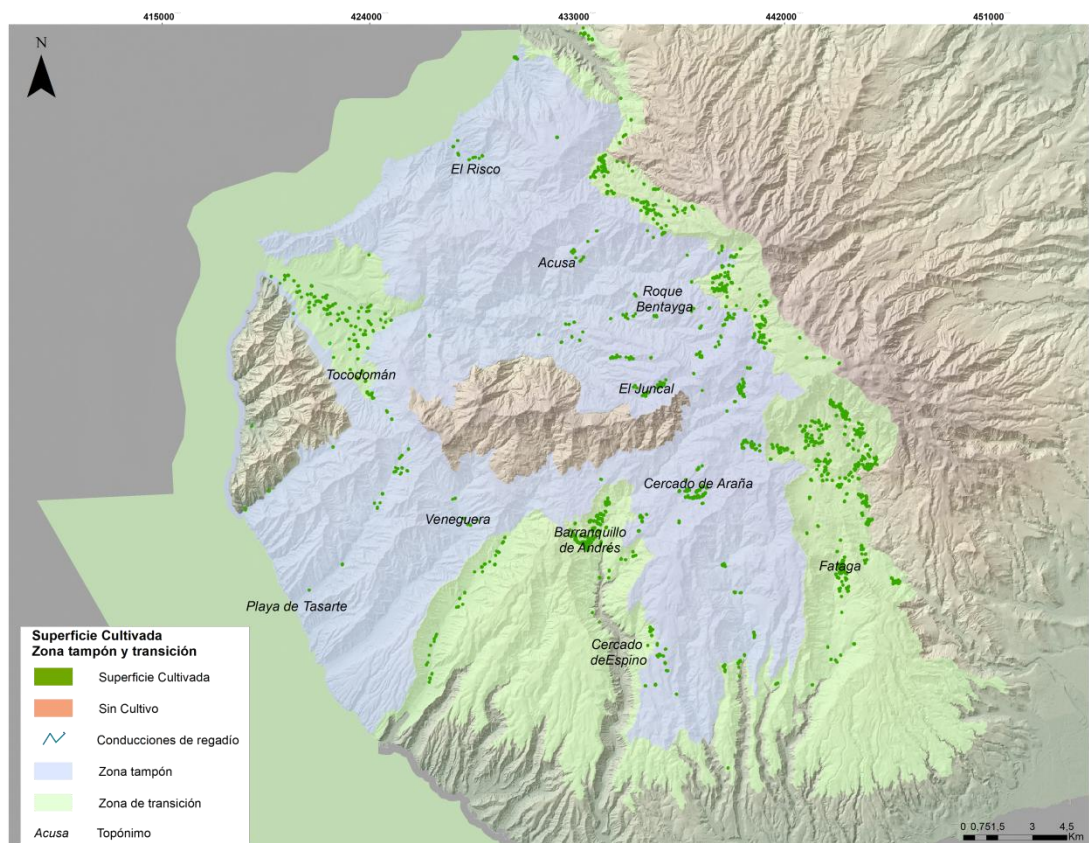 415000 424000 433000 442000 451000
N
El Risco
Acusa
Roque
Bentayga
Tocodomán
El Juncal
Cercado de Araña
Veneguera
Barranquillo
de Andrés
Fataga
Playa de Tasarte
Cercado
deEspino
Superficie Cultivada
Zona tampón y transición
Superficie Cultivada
Sin Cultivo
Conducciones de regadío
Zona tampón
Zona de transición
Acusa Topónimo
0 0,751,5 3 4,5
Km